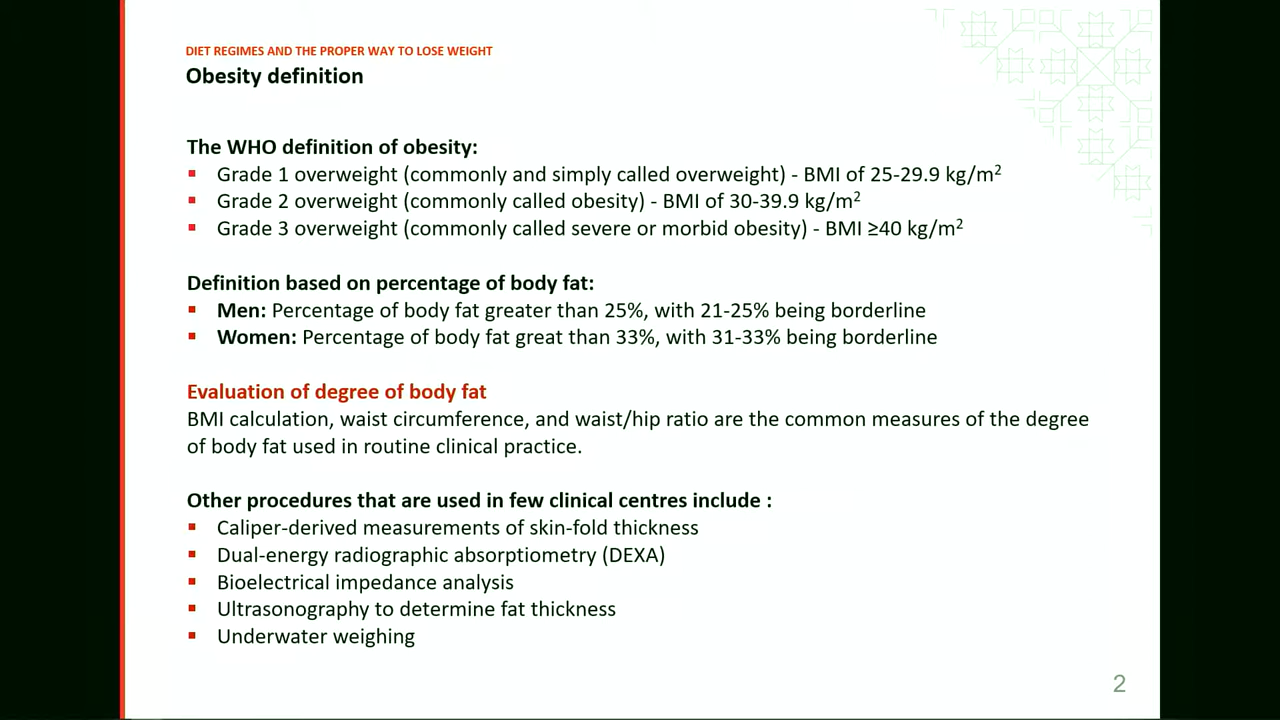 DIET REGIMES AND THE PROPER WAY TO LOSE WEIGHT
Obesity definition
The WHO definition of obesity:
▪ Grade 1 overweight (commonly and simply called overweight) - BMI of 25-29.9 kg/m²
▪ Grade 2 overweight (commonly called obesity) - BMI of 30-39.9 kg/m²
▪ Grade 3 overweight (commonly called severe or morbid obesity) - BMI ≥40 kg/m²
Definition based on percentage of body fat:
▪ Men: Percentage of body fat greater than 25%, with 21-25% being borderline
▪ Women: Percentage of body fat great than 33%, with 31-33% being borderline
Evaluation of degree of body fat
BMI calculation, waist circumference, and waist/hip ratio are the common measures of the degree
of body fat used in routine clinical practice.
Other procedures that are used in few clinical centres include :
▪ Caliper-derived measurements of skin-fold thickness
▪ Dual-energy radiographic absorptiometry (DEXA)
▪ Bioelectrical impedance analysis
▪ Ultrasonography to determine fat thickness
▪ Underwater weighing
2